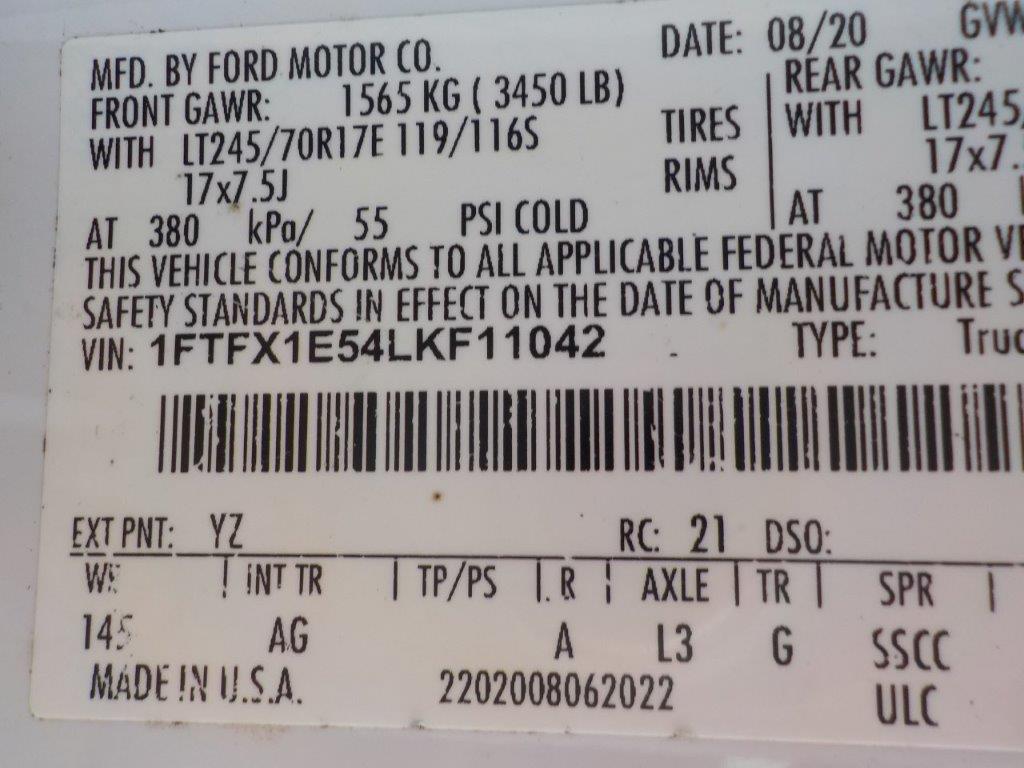 MFD. BY FORD MOTOR CO. DATE: 08/20
FRONT GAWR: 1565 KG ( 3450 LB) REAR GAWR:
WITH LT245/70R17E 119/116S TIRES WITH
17x7.5J RIMS
AT 380 kPa/ 55 PSI COLD AT 380
THIS VEHICLE CONFORMS TO ALL APPLICABLE FEDERAL MOTOR
SAFETY STANDARDS IN EFFECT ON THE DATE OF MANUFACTURE
VIN: 1FTFX1E54LKF11042 TYPE:
EXT PNT: YZ RC: 21 DSO:
INT TR | TP/PS | R | AXLE | TR | SPR |
145 AG A L3 G SSCC
MADE IN U.S.A. 2202008062022 ULC